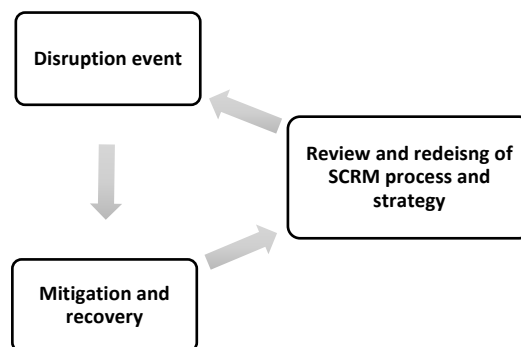 Disruption event
Review and redeisng of
SCRM process and
strategy
Mitigation and
recovery